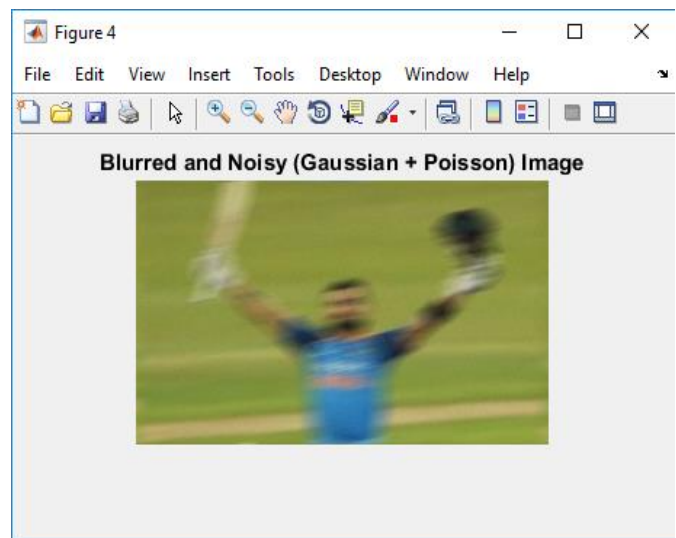 Figure 4
File Edit View Insert Tools Desktop Window Help
Blurred and Noisy (Gaussian + Poisson) Image